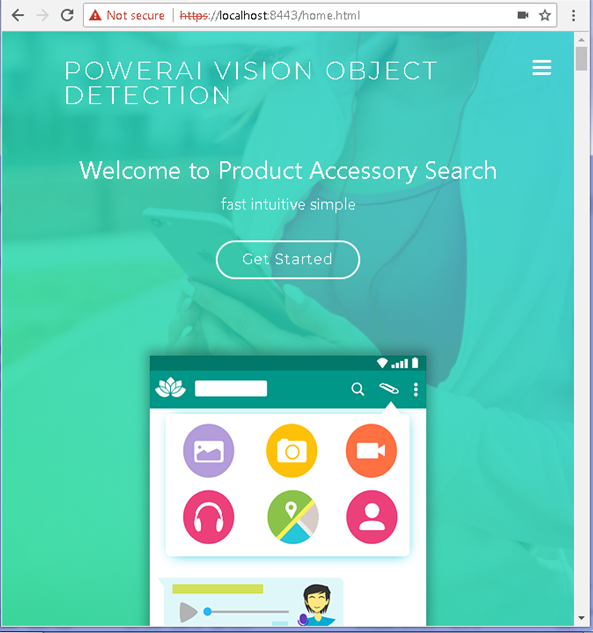 Not secure | https://localhost:8443/home.html
POWERAI VISION OBJECT
DETECTION
Welcome to Product Accessory Search
fast intuitive simple
Get Started